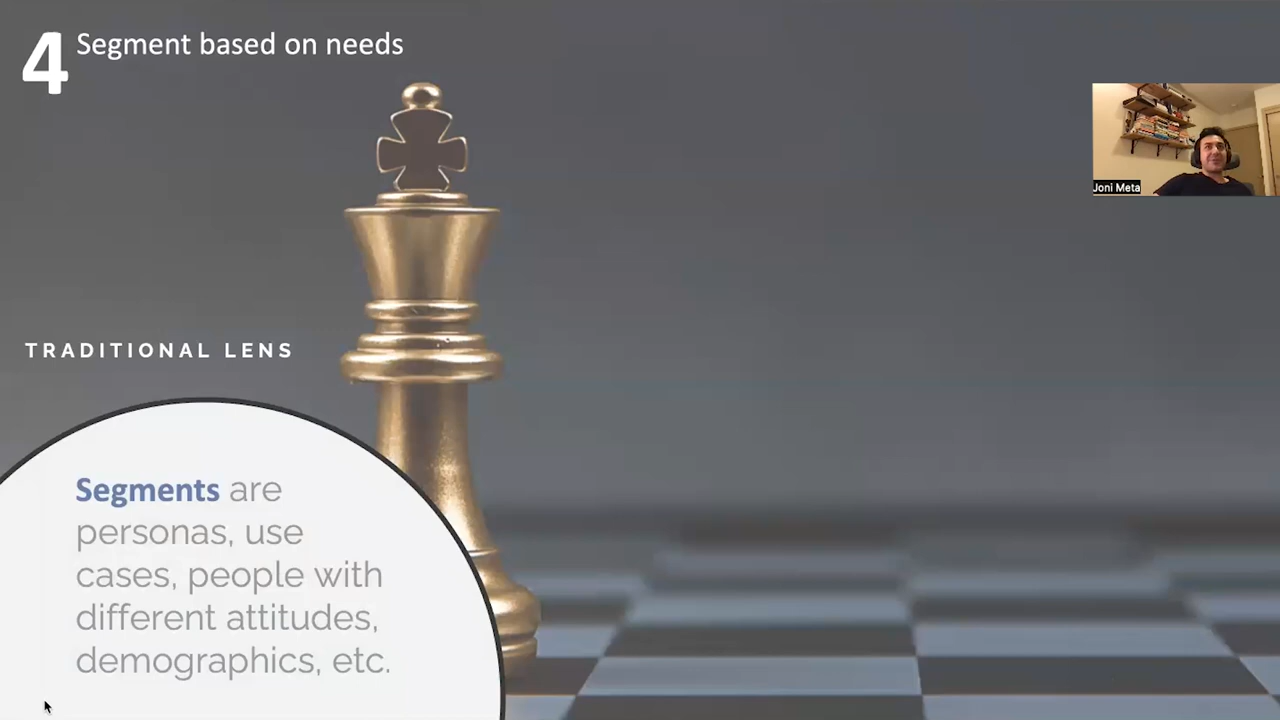 4
Segment based on needs
Joni Meta
TRADITIONAL LENS
Segments are
personas, use
cases, people with
different attitudes,
demographics, etc.